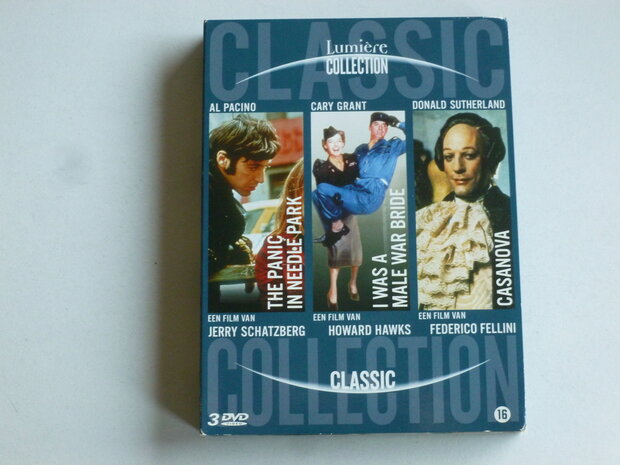 CLASSIC
Lumière
COLLECTION
AL PACINO
THE PANIC
IN NEEDLE PARK
EEN FILM VAN
JERRY SCHATZBERG
CARY GRANT
I WAS A
MALE WAR BRIDE
EEN FILM VAN
HOWARD HAWKS
DONALD SUTHERLAND
CASANOVA
EEN FILM VAN
FEDERICO FELLINI
COLLECTION
CLASSIC
3 DVD
VIDEO
16